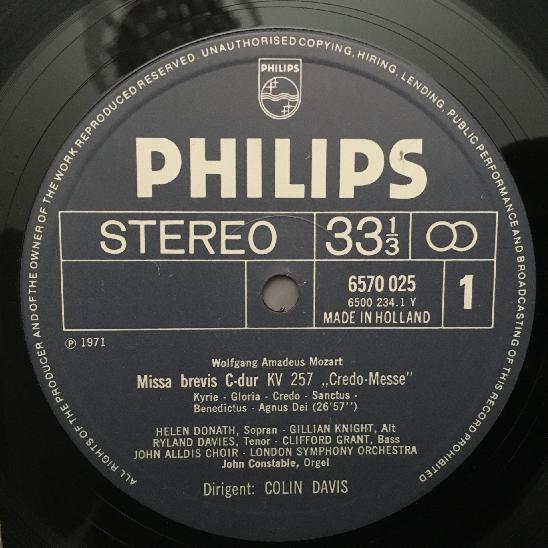 ALL RIGHTS OF THE PRODUCER AND OF THE OWNER OF THE WORK REPRODUCED RESERVED. UNAUTHORISED COPYING, HIRING, LENDING, PUBLIC PERFORMANCE AND BROADCASTING OF THIS RECORD PROHIBITED
PHILIPS
PHILIPS
STEREO 33 1/3
6570 025 1
6500 234.1 Y
MADE IN HOLLAND
℗ 1971
Wolfgang Amadeus Mozart
Missa brevis C-dur KV 257 „Credo-Messe”
Kyrie - Gloria - Credo - Sanctus -
Benedictus - Agnus Dei (26'57'')
HELEN DONATH, Sopran - GILLIAN KNIGHT, Alt
RYLAND DAVIES, Tenor - CLIFFORD GRANT, Bass
JOHN ALLDIS CHOIR - LONDON SYMPHONY ORCHESTRA
John Constable, Orgel
Dirigent: COLIN DAVIS